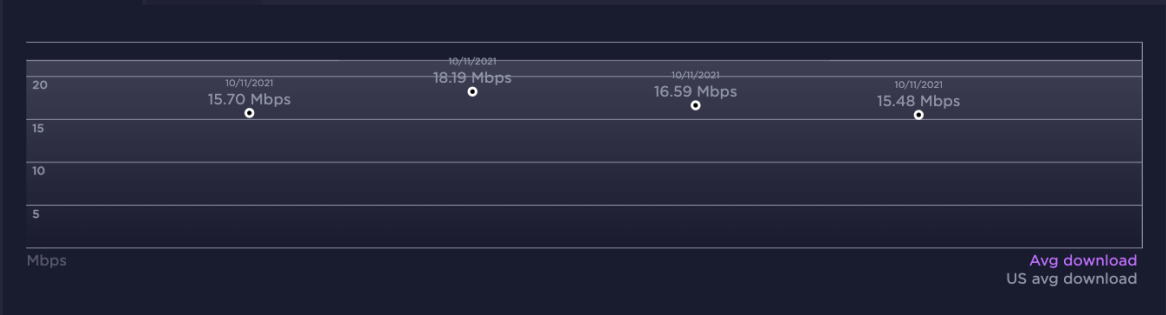 10/11/2021
18.19 Mbps
10/11/2021
16.59 Mbps
10/11/2021
15.70 Mbps
10/11/2021
15.48 Mbps
20
15
10
5
Mbps
Avg download
US avg download